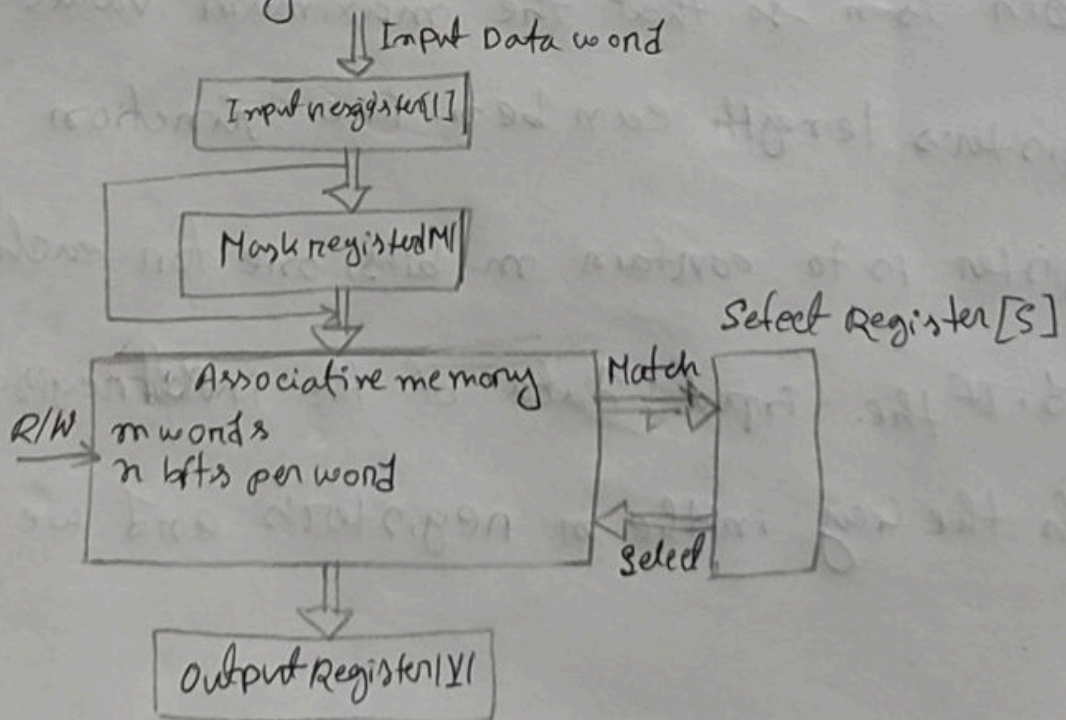 Input Data word
Input register[I]
Mask register[M]
Select Register [S]
Associative memory
Match
R/W
m words
n bits per word
Select
Output Register[Y]